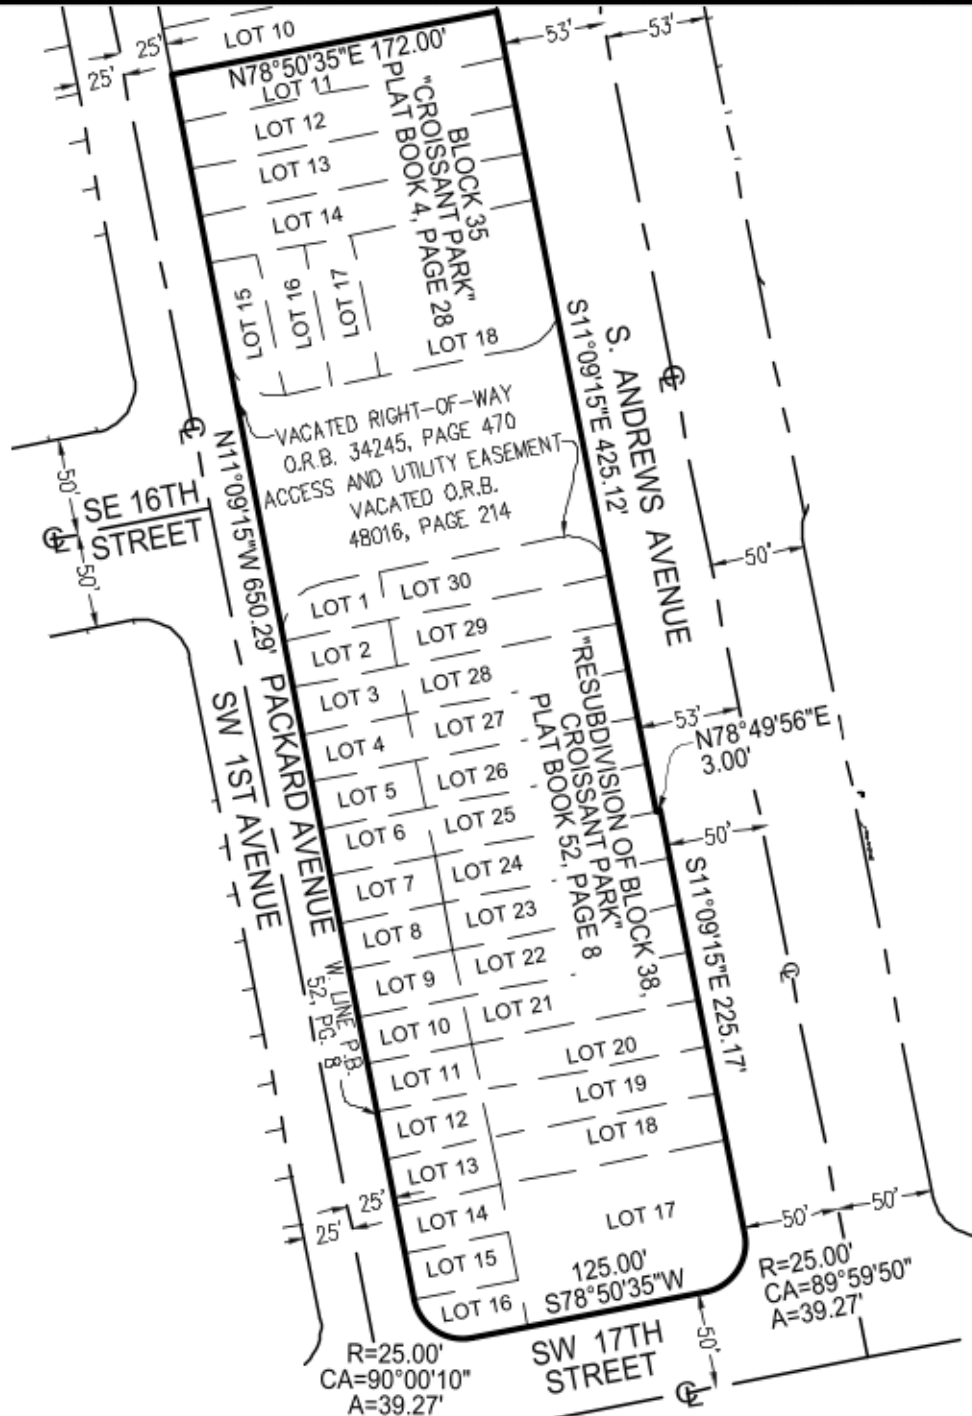 LOT 10
25'
25'
N78°50'35"E 172.00'
53'
53'
LOT 11
LOT 12
LOT 13
LOT 14
BLOCK 35
"CROISSANT PARK"
PLAT BOOK 4, PAGE 28
LOT 15
LOT 16
LOT 17
LOT 18
S11°09'15"E 425.12'
S. ANDREWS AVENUE
VACATED RIGHT-OF-WAY
O.R.B. 34245, PAGE 470
ACCESS AND UTILITY EASEMENT
VACATED O.R.B.
48016, PAGE 214
50'
SE 16TH
STREET
50'
N11°09'15"W 650.29'
PACKARD AVENUE
SW 1ST AVENUE
50'
LOT 1
LOT 30
LOT 2
LOT 29
LOT 3
LOT 28
LOT 4
LOT 27
LOT 5
LOT 26
LOT 6
LOT 25
LOT 7
LOT 24
LOT 8
LOT 23
LOT 9
LOT 22
LOT 10
LOT 21
LOT 11
LOT 20
LOT 12
LOT 19
LOT 13
LOT 18
LOT 14
LOT 17
LOT 15
LOT 16
"RESUBDIVISION OF BLOCK 38,
CROISSANT PARK"
PLAT BOOK 52, PAGE 8
53'
N78°49'56"E
3.00'
50'
S11°09'15"E 225.17'
W. LINE P.B.
52, PG. 8
25'
25'
50'
50'
125.00'
S78°50'35"W
R=25.00'
CA=89°59'50"
A=39.27'
SW 17TH
STREET
50'
R=25.00'
CA=90°00'10"
A=39.27'